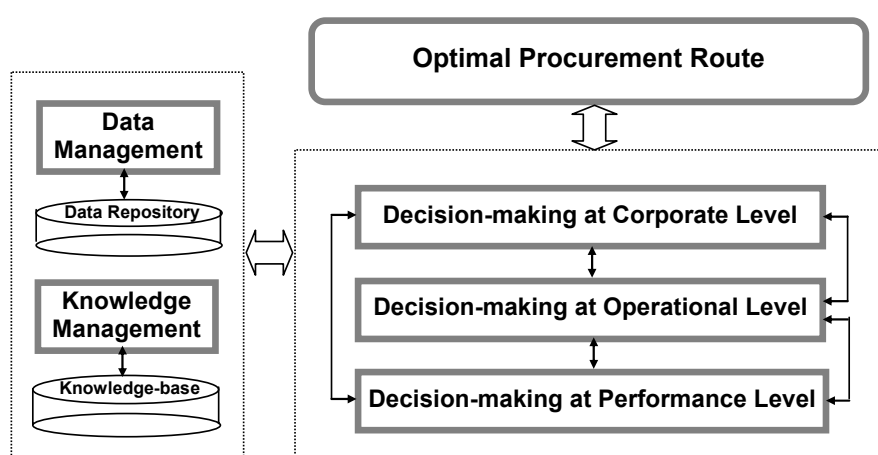 Optimal Procurement Route
Data
Management
Data Repository
Knowledge
Management
Knowledge-base
Decision-making at Corporate Level
Decision-making at Operational Level
Decision-making at Performance Level